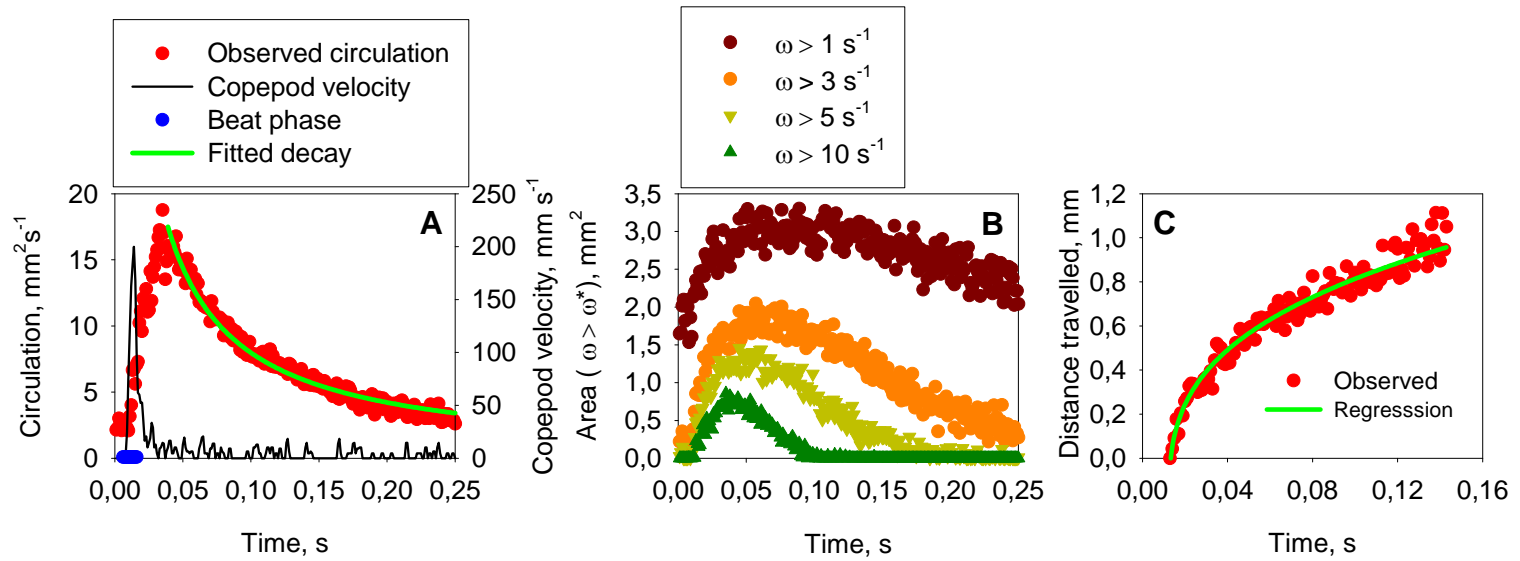 Observed circulation
Copepod velocity
Beat phase
Fitted decay
ω > 1 s-1
ω > 3 s-1
ω > 5 s-1
ω > 10 s-1
A
Circulation, mm2s-1
20
15
10
5
0
250
200
150
100
50
0
Copepod velocity, mm s-1
0,00 0,05 0,10 0,15 0,20 0,25
Time, s
B
Area ( ω > ω*), mm2
3,5
3,0
2,5
2,0
1,5
1,0
0,5
0,0
0,00 0,05 0,10 0,15 0,20 0,25
Time, s
C
Distance travelled, mm
1,2
1,0
0,8
0,6
0,4
0,2
0,0
Observed
Regresssion
0,00 0,04 0,08 0,12 0,16
Time, s